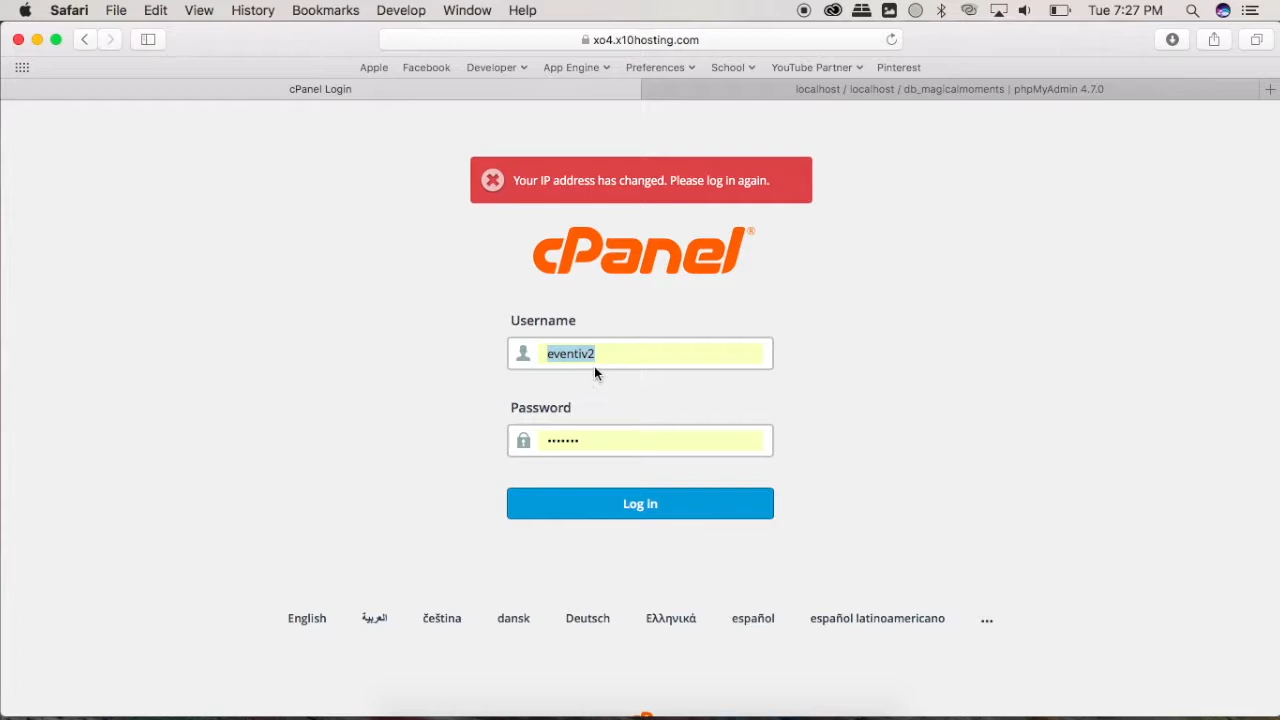 Safari File Edit View History Bookmarks Develop Window Help Tue 7:27 PM
xo4.x10hosting.com
Apple Facebook Developer App Engine Preferences School YouTube Partner Pinterest
cPanel Login localhost / localhost / db_magicalmoments | phpMyAdmin 4.7.0
Your IP address has changed. Please log in again.
cPanel®
Username
eventiv2
Password
•••••••
Log in
English العربية čeština dansk Deutsch Ελληνικά español español latinoamericano ...